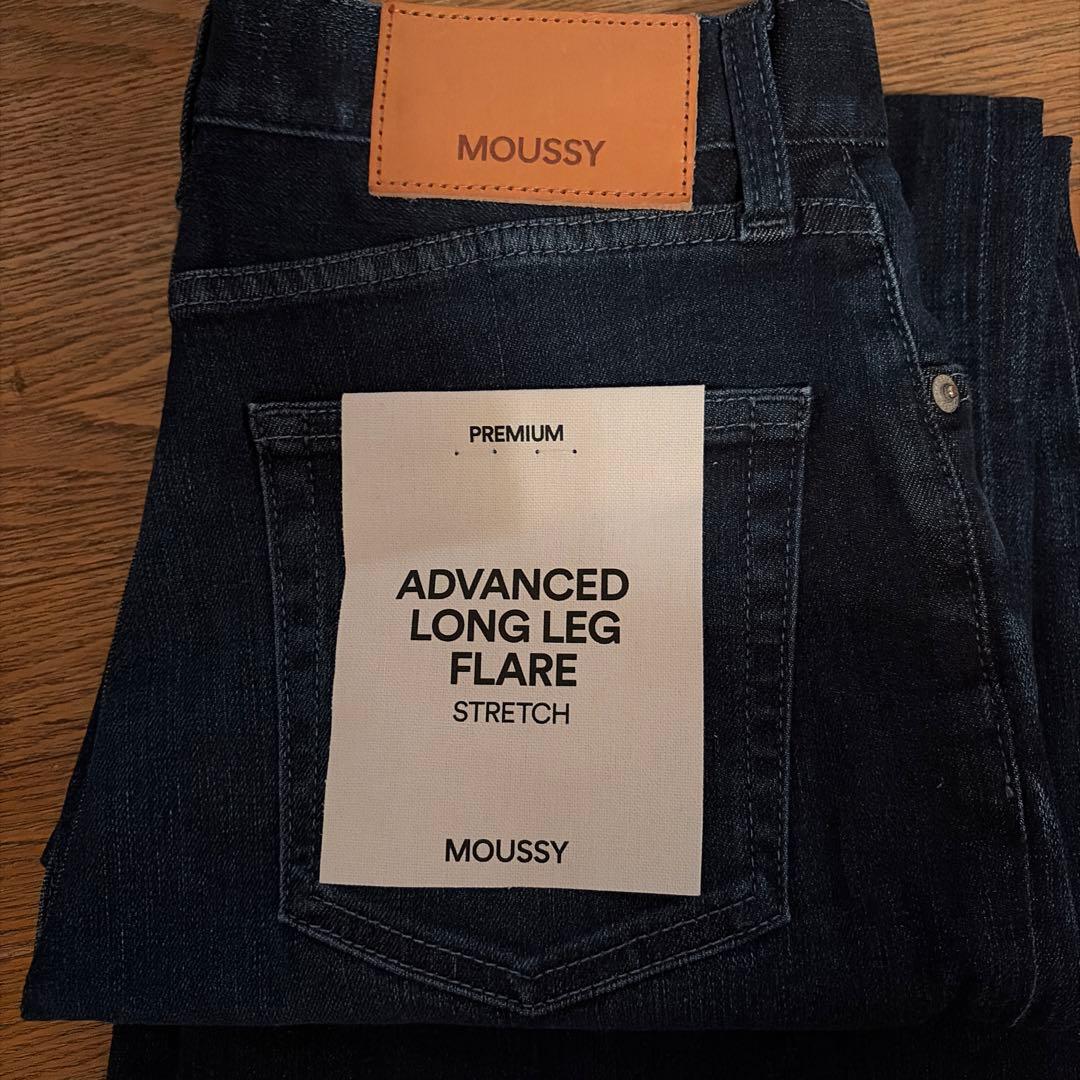 MOUSSY
PREMIUM
ADVANCED
LONG LEG
FLARE
STRETCH
MOUSSY